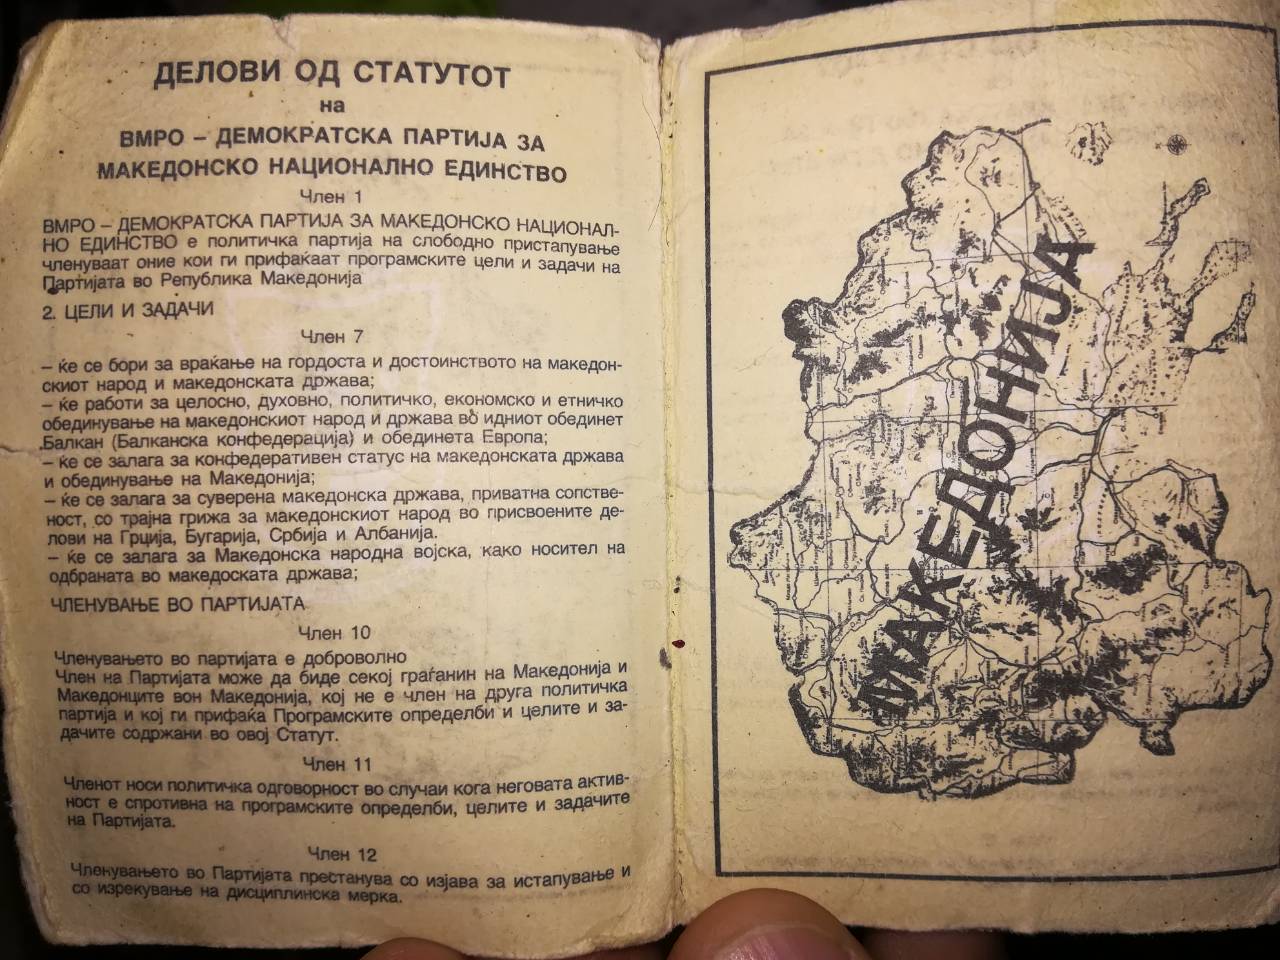 ДЕЛОВИ ОД СТАТУТОТ
на
ВМРО – ДЕМОКРАТСКА ПАРТИЈА ЗА
МАКЕДОНСКО НАЦИОНАЛНО ЕДИНСТВО
Член 1
ВМРО – ДЕМОКРАТСКА ПАРТИЈА ЗА МАКЕДОНСКО НАЦИОНАЛ-
НО ЕДИНСТВО е политичка партија на слободно пристапување
членуваат оние кои ги прифаќаат програмските цели и задачи на
Партијата во Република Македонија
2. ЦЕЛИ И ЗАДАЧИ
Член 7
– ќе се бори за враќање на гордоста и достоинството на македон-
скиот народ и македонската држава;
– ќе работи за целосно, духовно, политичко, економско и етничко
обединување на македонскиот народ и држава во идниот обединет
Балкан (Балканска конфедерација) и обединета Европа;
– ќе се залага за конфедеративен статус на македонската држава
и обединување на Македонија;
– ќе се залага за суверена македонска држава, приватна сопстве-
ност, со трајна грижа за македонскиот народ во присвоените де-
лови на Грција, Бугарија, Србија и Албанија.
– ќе се залага за Македонска народна војска, како носител на
одбраната во македоската држава;
ЧЛЕНУВАЊЕ ВО ПАРТИЈАТА
Член 10
Членувањето во партијата е доброволно
Член на Партијата може да биде секој граѓанин на Македонија и
Македонците вон Македонија, кој не е член на друга политичка
партија и кој ги прифаќа Програмските определби и целите и за-
дачите содржани во овој Статут.
Член 11
Членот носи политичка одговорност во случаи кога неговата актив-
ност е спротивна на програмските определби, целите и задачите
на Партијата.
Член 12
Членувањето во Партијата престанува со изјава за истапување и
со изрекување на дисциплинска мерка.
МАКЕДОНИЈА